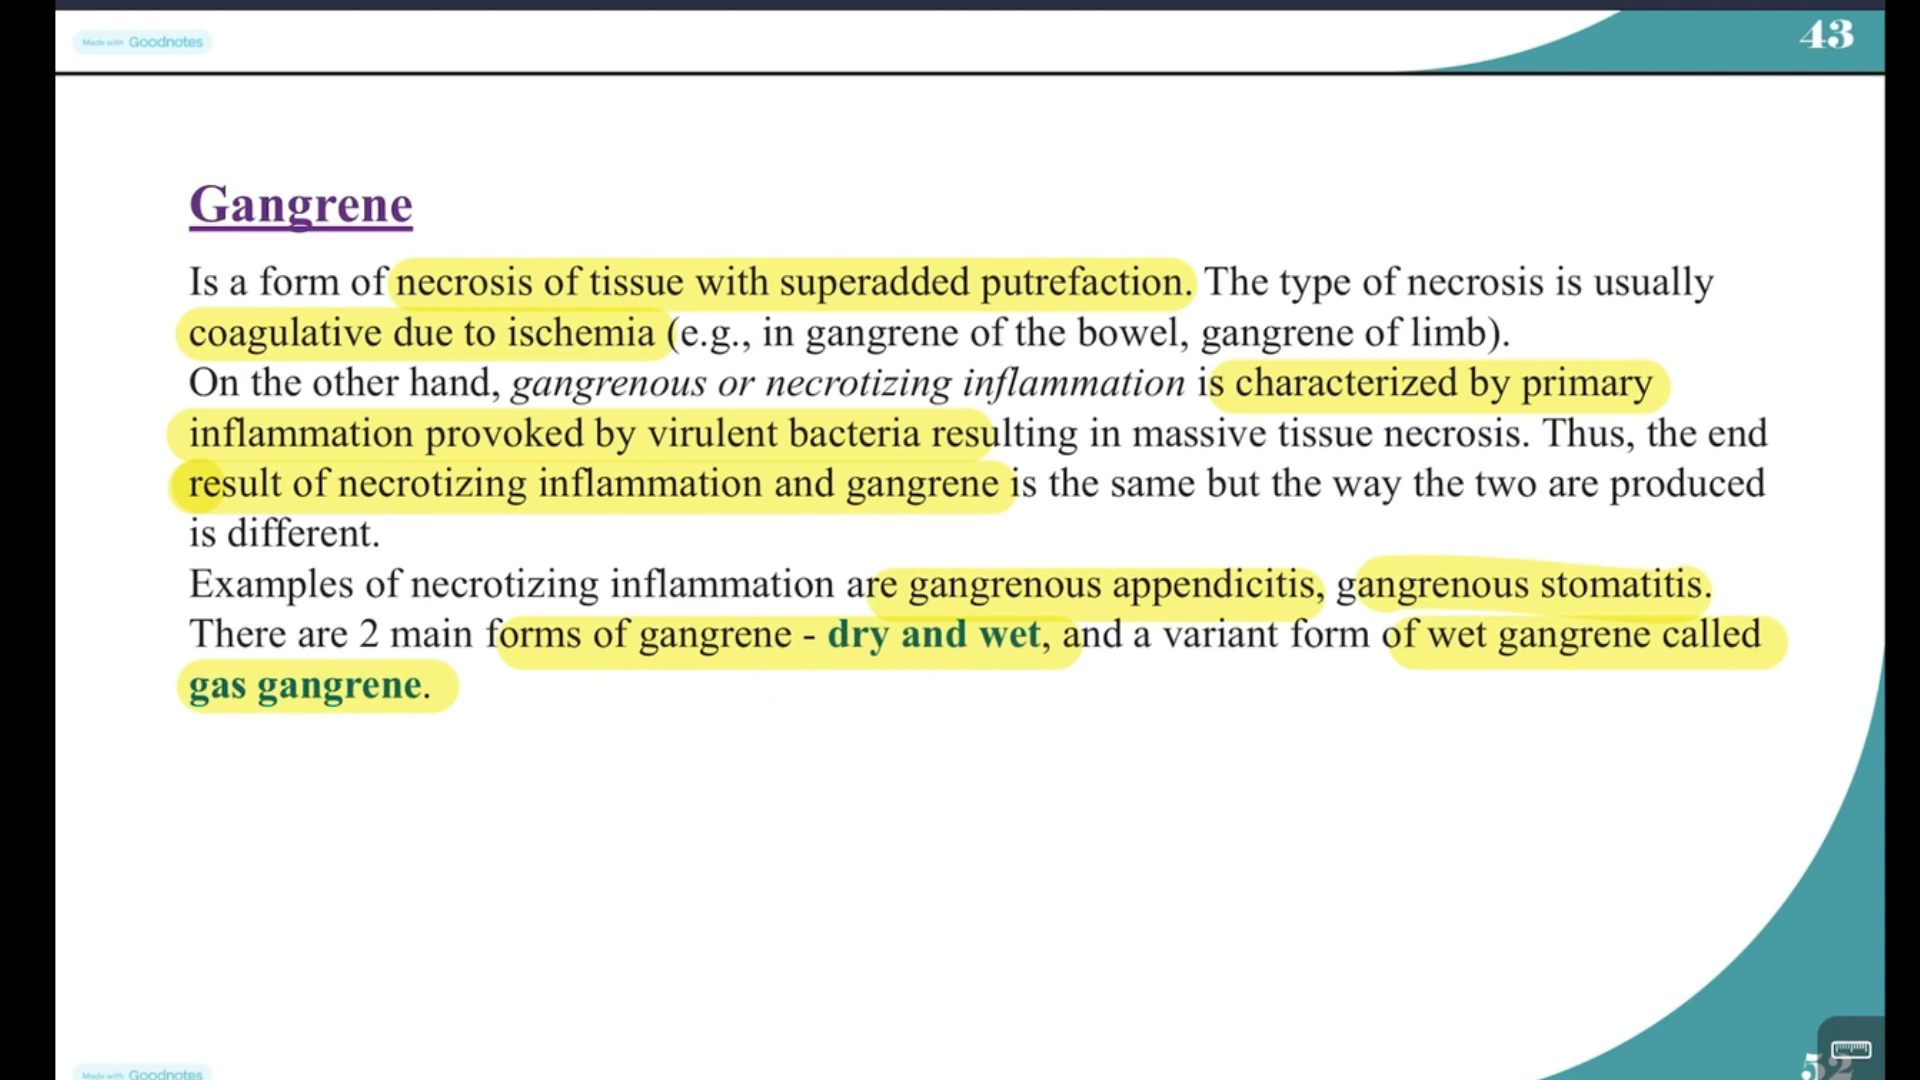 Made with Goodnotes
43
Gangrene
Is a form of necrosis of tissue with superadded putrefaction. The type of necrosis is usually
coagulative due to ischemia (e.g., in gangrene of the bowel, gangrene of limb).
On the other hand, gangrenous or necrotizing inflammation is characterized by primary
inflammation provoked by virulent bacteria resulting in massive tissue necrosis. Thus, the end
result of necrotizing inflammation and gangrene is the same but the way the two are produced
is different.
Examples of necrotizing inflammation are gangrenous appendicitis, gangrenous stomatitis.
There are 2 main forms of gangrene - dry and wet, and a variant form of wet gangrene called
gas gangrene.
Made with Goodnotes
52